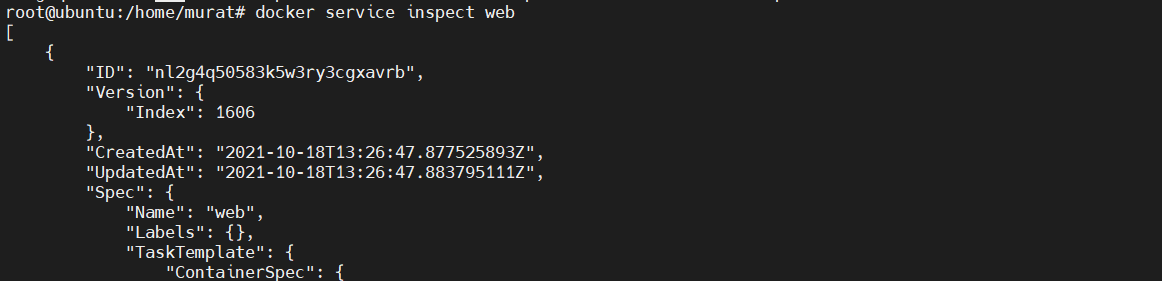 root@ubuntu:/home/murat# docker service inspect web
[
    {
        "ID": "nl2g4q50583k5w3ry3cgxavrb",
        "Version": {
            "Index": 1606
        },
        "CreatedAt": "2021-10-18T13:26:47.877525893Z",
        "UpdatedAt": "2021-10-18T13:26:47.883795111Z",
        "Spec": {
            "Name": "web",
            "Labels": {},
            "TaskTemplate": {
                "ContainerSpec": {